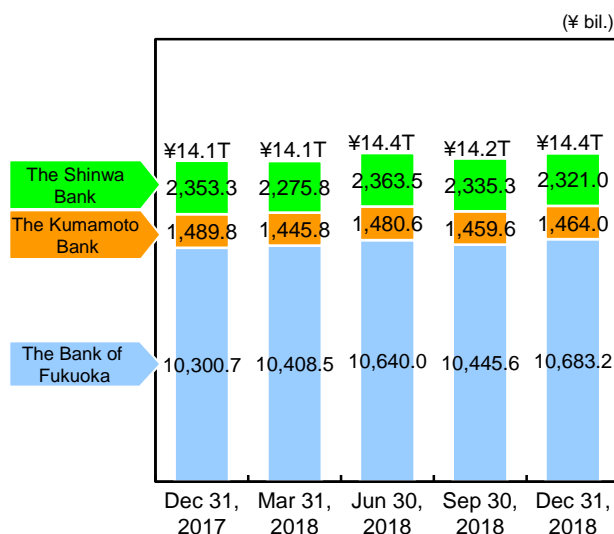 (¥ bil.)
¥14.1T ¥14.1T ¥14.4T ¥14.2T ¥14.4T
The Shinwa
Bank
2,353.3 2,275.8 2,363.5 2,335.3 2,321.0
The Kumamoto
Bank
1,489.8 1,445.8 1,480.6 1,459.6 1,464.0
The Bank of
Fukuoka
10,300.7 10,408.5 10,640.0 10,445.6 10,683.2
Dec 31, Mar 31, Jun 30, Sep 30, Dec 31,
2017 2018 2018 2018 2018